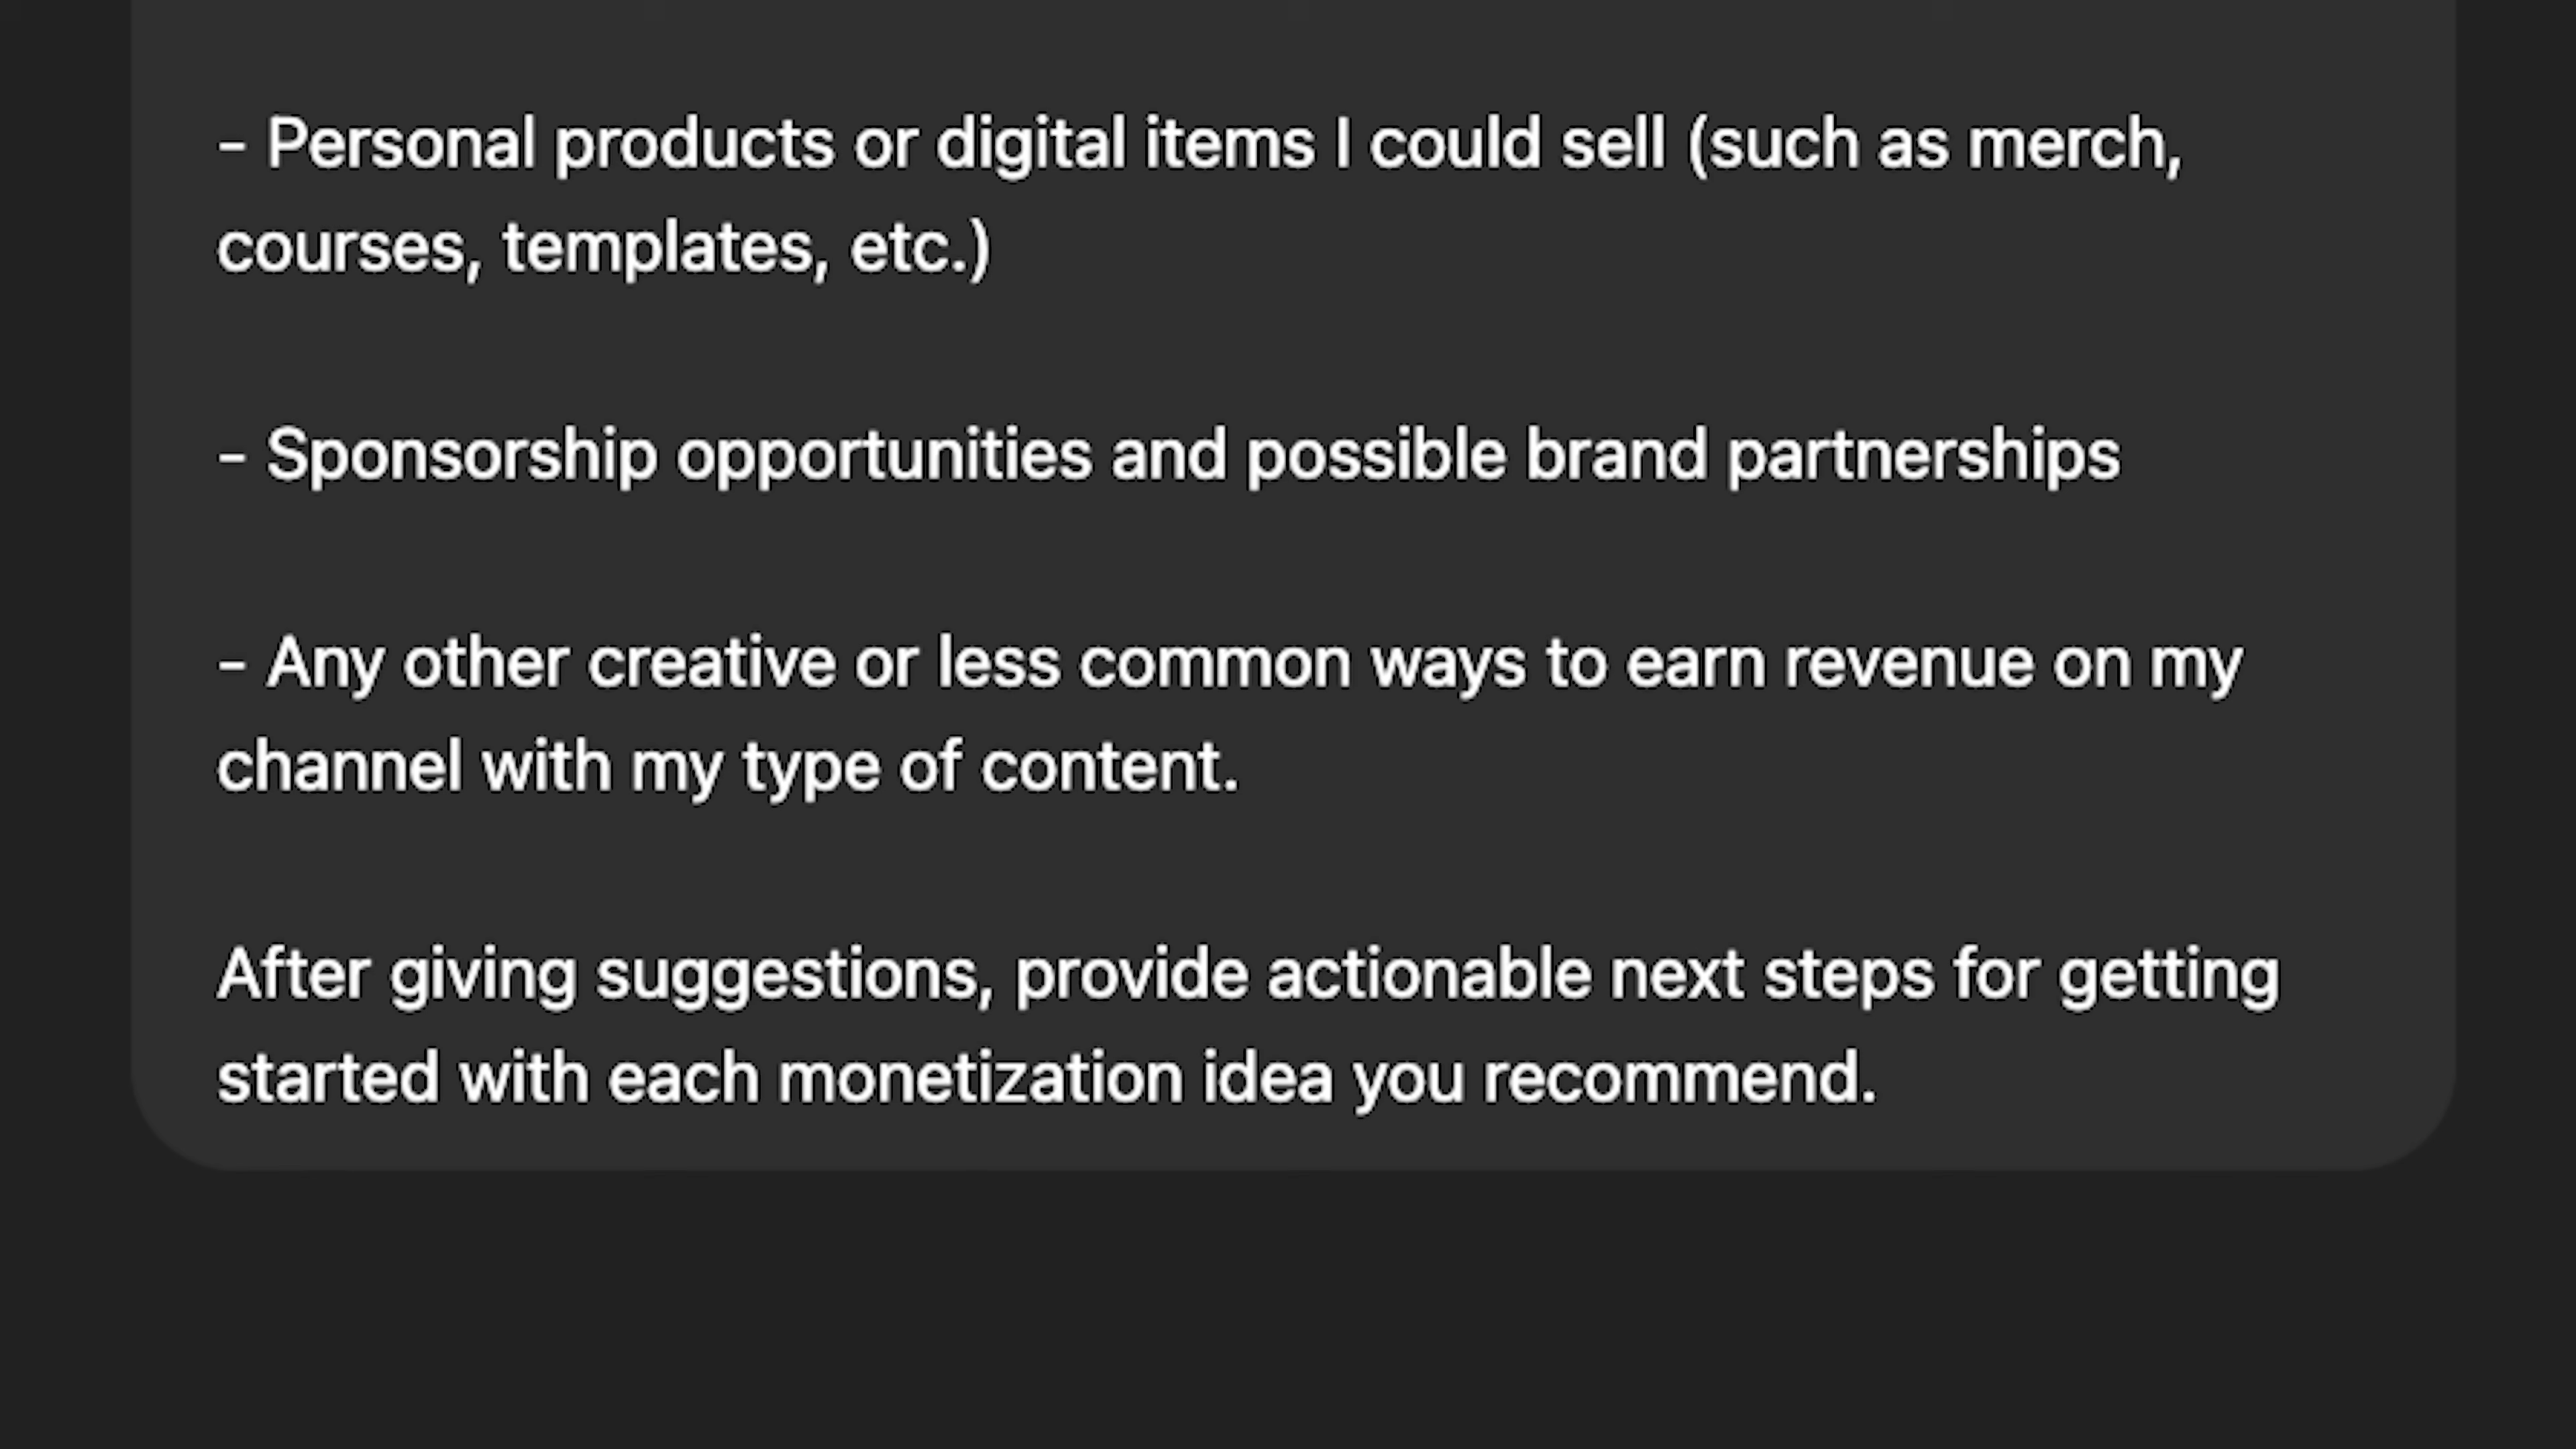 - Personal products or digital items I could sell (such as merch,
courses, templates, etc.)
- Sponsorship opportunities and possible brand partnerships
- Any other creative or less common ways to earn revenue on my
channel with my type of content.
After giving suggestions, provide actionable next steps for getting
started with each monetization idea you recommend.